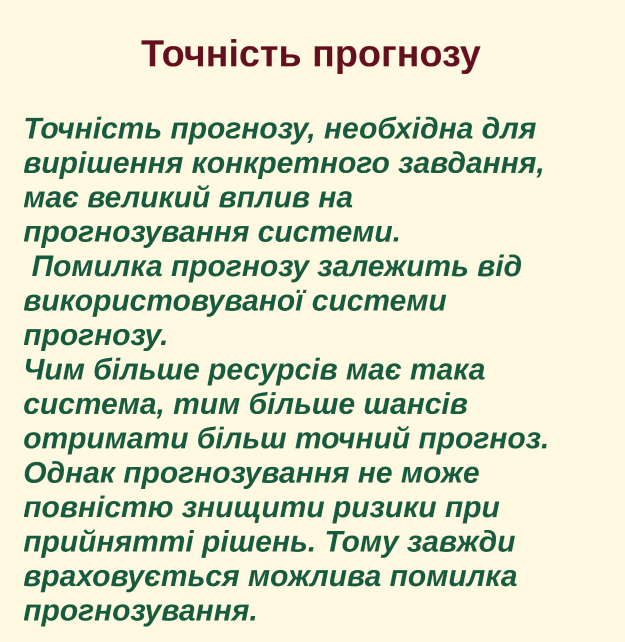 Точність прогнозу
Точність прогнозу, необхідна для
вирішення конкретного завдання,
має великий вплив на
прогнозування системи.
Помилка прогнозу залежить від
використовуваної системи
прогнозу.
Чим більше ресурсів має така
система, тим більше шансів
отримати більш точний прогноз.
Однак прогнозування не може
повністю знищити ризики при
прийнятті рішень. Тому завжди
враховується можлива помилка
прогнозування.